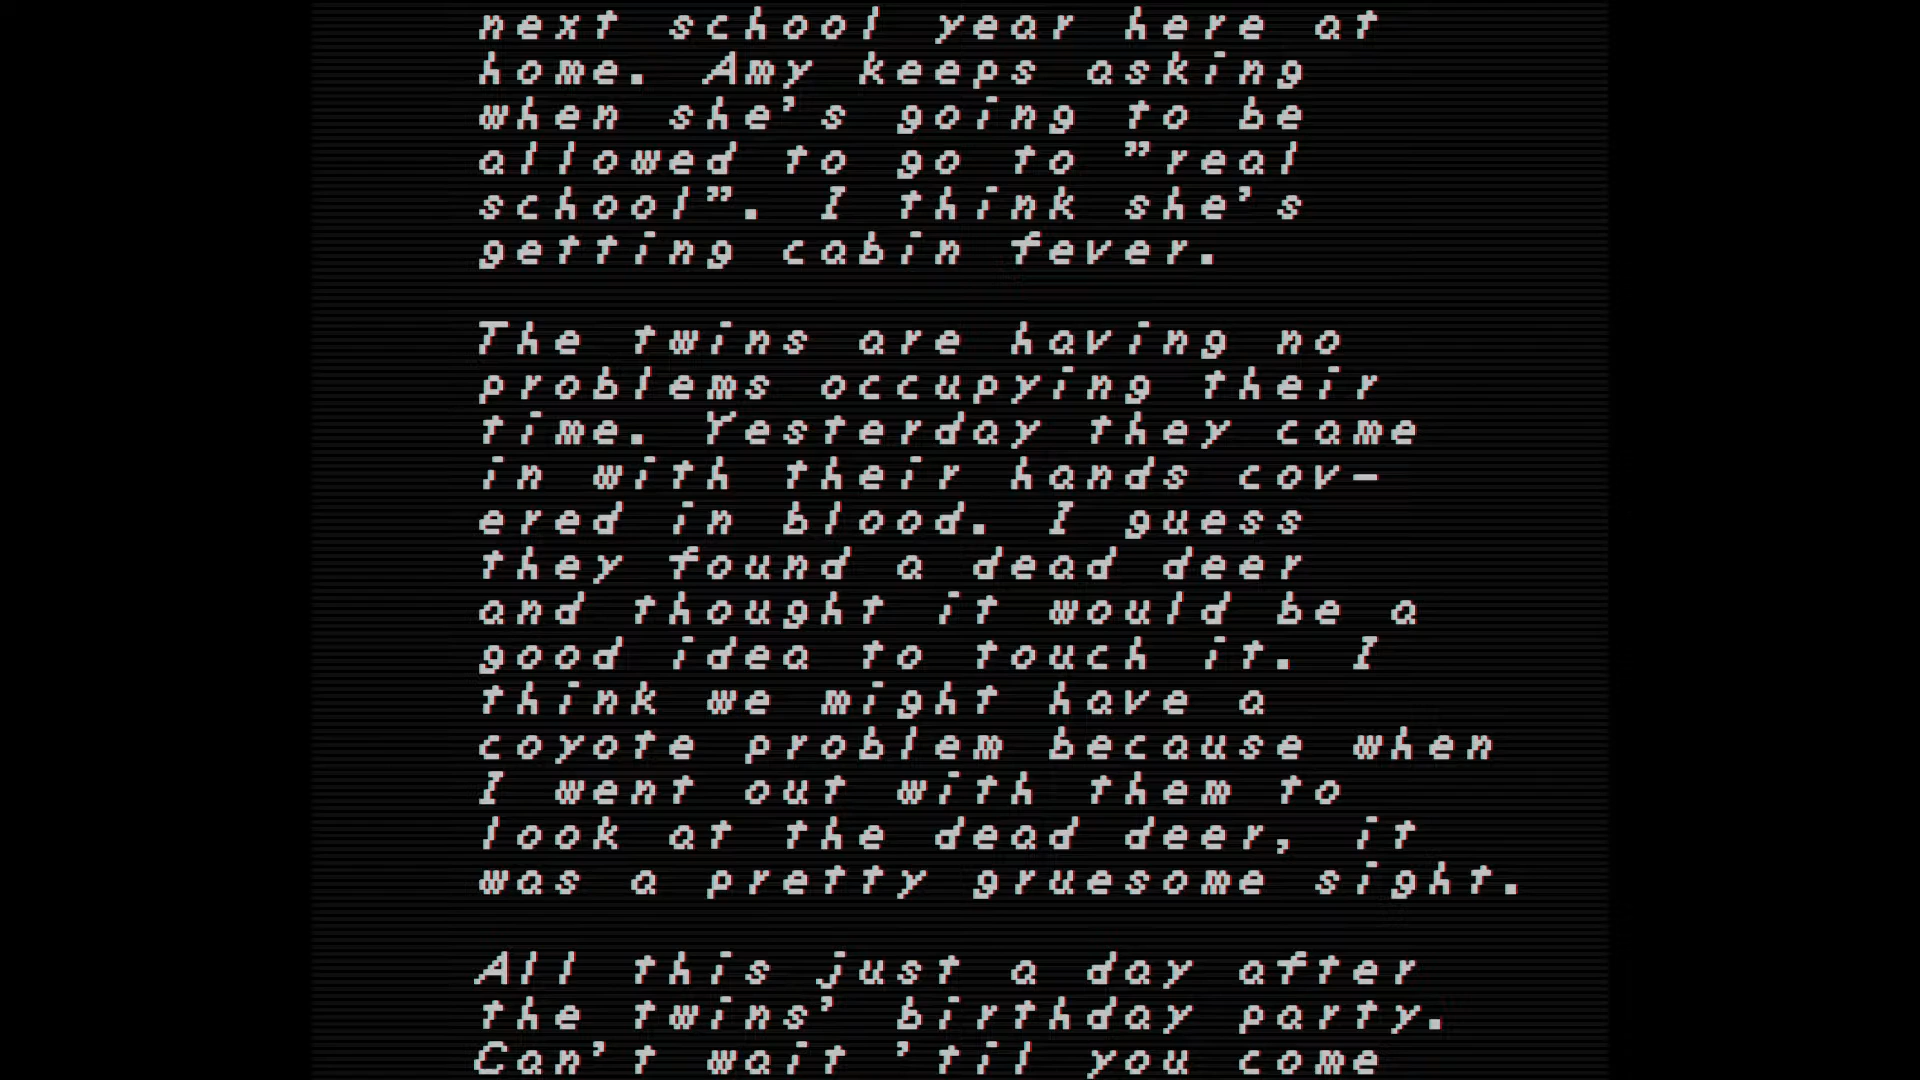 next school year here at
home. Amy keeps asking
when she's going to be
allowed to go to "real
school". I think she's
getting cabin fever.
The twins are having no
problems occupying their
time. Yesterday they came
in with their hands cov-
ered in blood. I guess
they found a dead deer
and thought it would be a
good idea to touch it. I
think we might have a
coyote problem because when
I went out with them to
look at the dead deer, it
was a pretty gruesome sight.
All this just a day after
the twins' birthday party.
Can't wait 'til you come